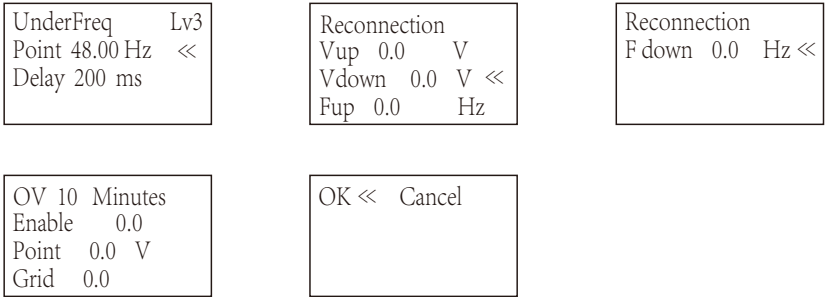 UnderFreq Lv3
Point 48.00 Hz ≪
Delay 200 ms
Reconnection
Vup 0.0 V
Vdown 0.0 V ≪
Fup 0.0 Hz
Reconnection
F down 0.0 Hz ≪
OV 10 Minutes
Enable 0.0
Point 0.0 V
Grid 0.0
OK ≪ Cancel